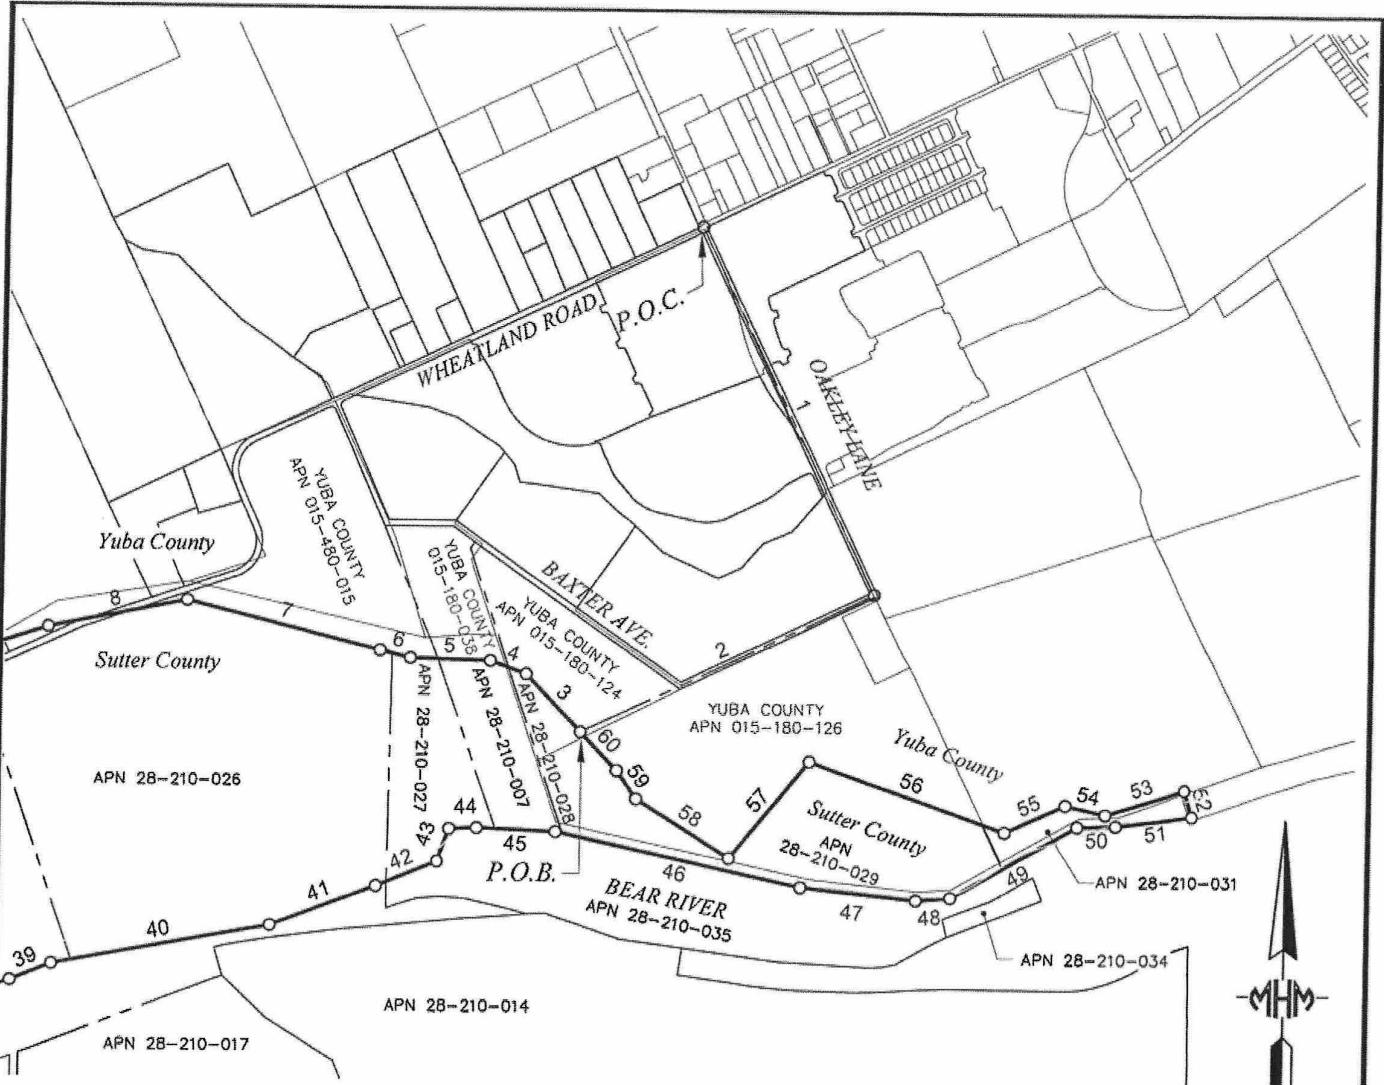 WHEATLAND ROAD
P.O.C.
1
OAKLEY LANE
YUBA COUNTY
APN 015-480-015
Yuba County
YUBA COUNTY
015-180-038
BAXTER AVE.
YUBA COUNTY
APN 015-180-124
2
8
7
6
5
4
3
Sutter County
YUBA COUNTY
APN 015-180-126
Yuba County
60
59
58
57
56
55
54
53
52
51
50
49
48
47
46
45
44
43
42
41
40
39
APN 28-210-026
APN 28-210-027
APN 28-210-007
APN 28-210-028
Sutter County
APN
28-210-029
P.O.B.
BEAR RIVER
APN 28-210-035
APN 28-210-031
APN 28-210-034
APN 28-210-014
APN 28-210-017
MHM